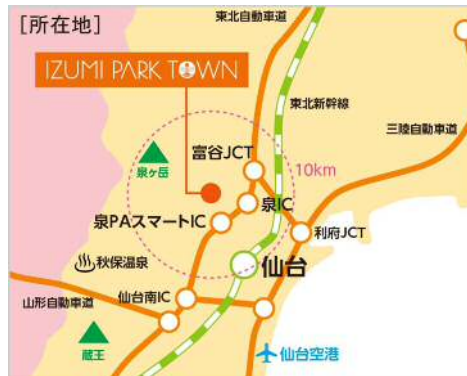 [所在地]
東北自動車道
IZUMI PARK TOWN
東北新幹線
三陸自動車道
富谷JCT
10km
泉ヶ岳
泉IC
泉PAスマートIC
利府JCT
秋保温泉
仙台
仙台南IC
山形自動車道
蔵王
仙台空港